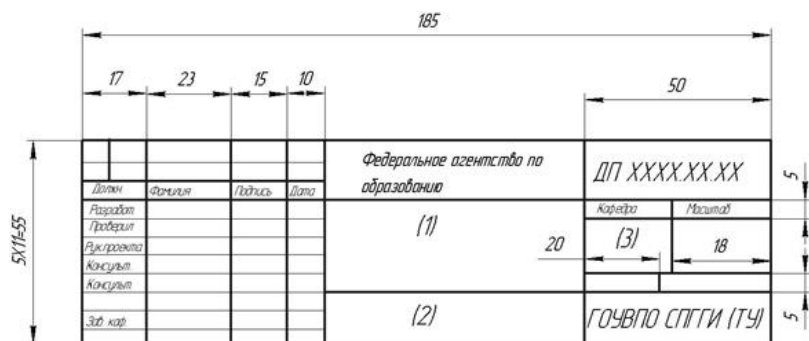 185
17 23 15 10 50
Федеральное агентство по
образованию
ДП XXXX.XX.XX
5
Должн Фамилия Подпись Дата
Кафедра Масштаб
Разработ
Проверил
Рук.проекта
Консульт
Консульт
Зав каф.
5X11=55
(1)
20
(3)
18
(2)
ГОУВПО СПГГИ (ТУ)
5